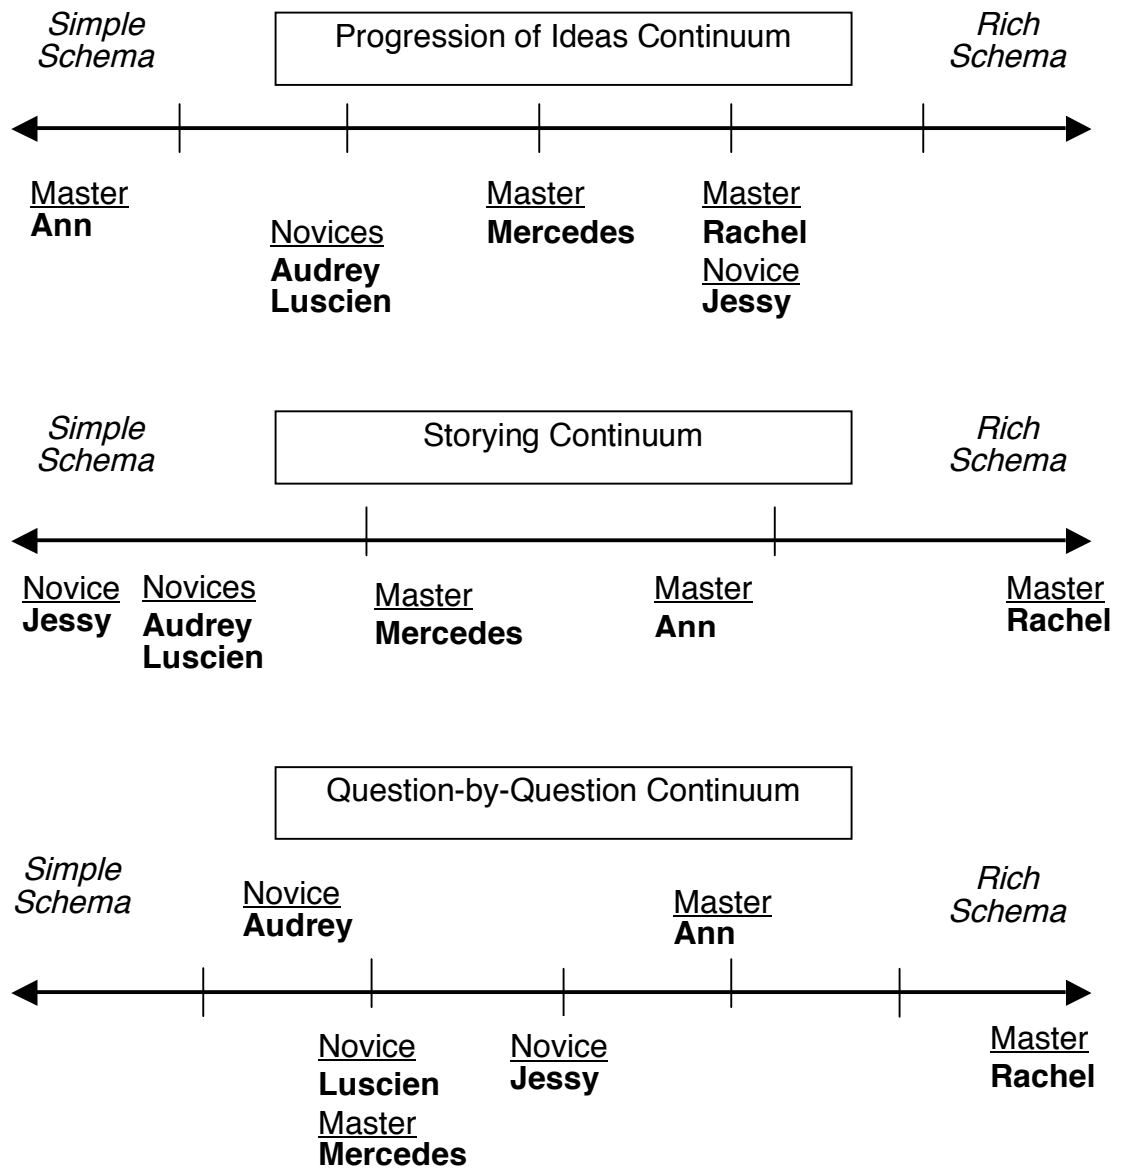 Simple
Schema
Progression of Ideas Continuum
Rich
Schema
Master
Ann
Novices
Audrey
Luscien
Master
Mercedes
Master
Rachel
Novice
Jessy
Simple
Schema
Storying Continuum
Rich
Schema
Novice
Jessy
Novices
Audrey
Luscien
Master
Mercedes
Master
Ann
Master
Rachel
Question-by-Question Continuum
Simple
Schema
Novice
Audrey
Master
Ann
Rich
Schema
Novice
Luscien
Master
Mercedes
Novice
Jessy
Master
Rachel